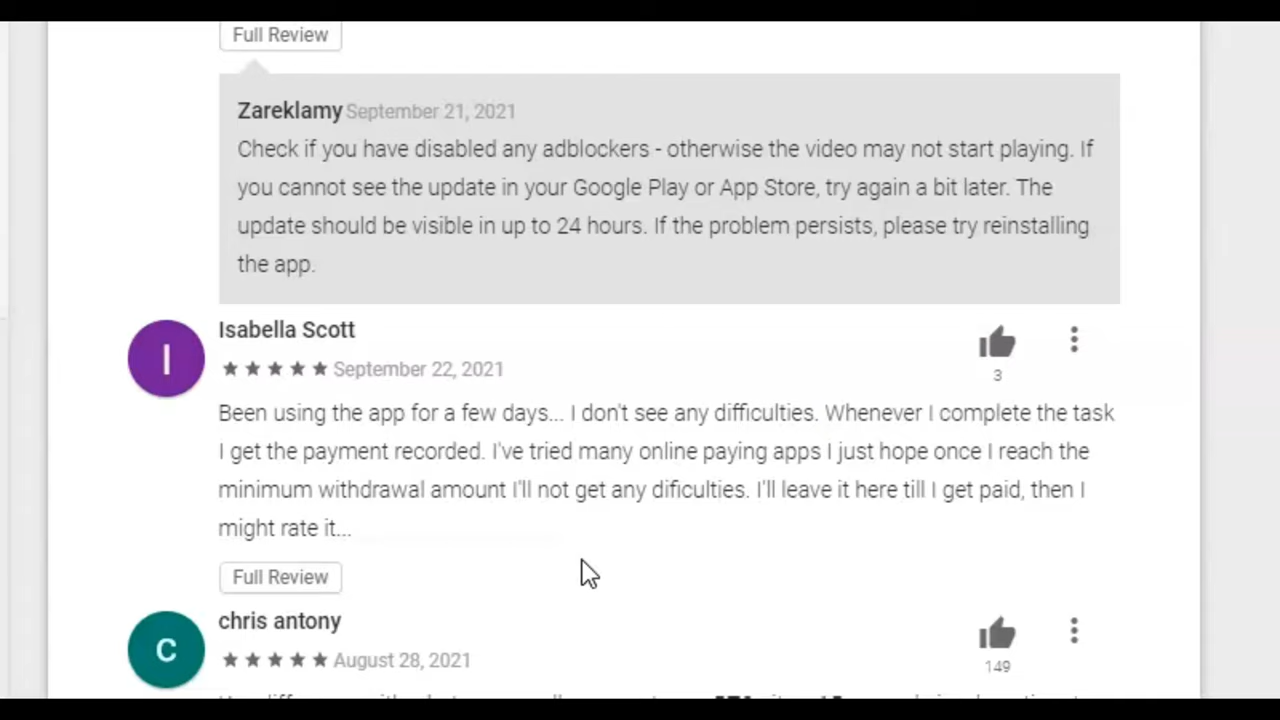 Full Review
Zareklamy September 21, 2021
Check if you have disabled any adblockers - otherwise the video may not start playing. If
you cannot see the update in your Google Play or App Store, try again a bit later. The
update should be visible in up to 24 hours. If the problem persists, please try reinstalling
the app.
I
Isabella Scott
September 22, 2021
3
Been using the app for a few days... I don't see any difficulties. Whenever I complete the task
I get the payment recorded. I've tried many online paying apps I just hope once I reach the
minimum withdrawal amount I'll not get any dificulties. I'll leave it here till I get paid, then I
might rate it...
Full Review
C
chris antony
August 28, 2021
149